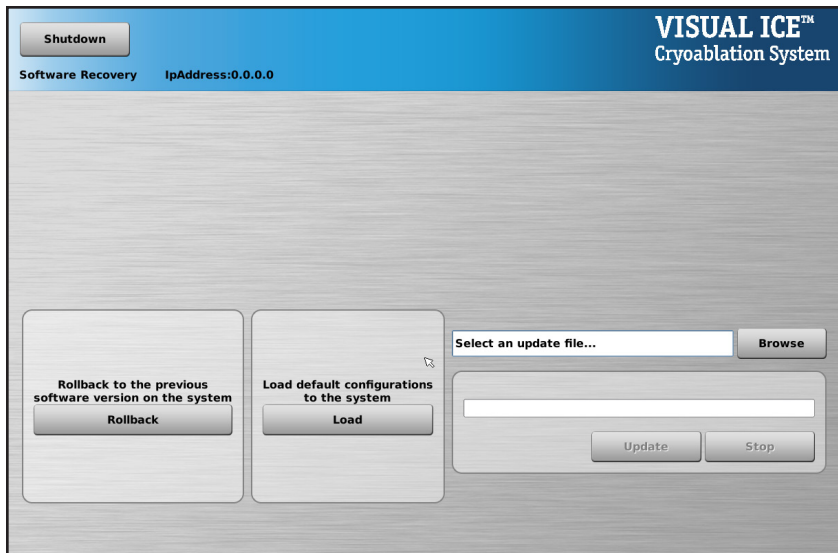 Shutdown
VISUAL ICE™
Cryoablation System
Software Recovery IpAddress:0.0.0.0
Select an update file...
Browse
Rollback to the previous
software version on the system
Rollback
Load default configurations
to the system
Load
Update
Stop